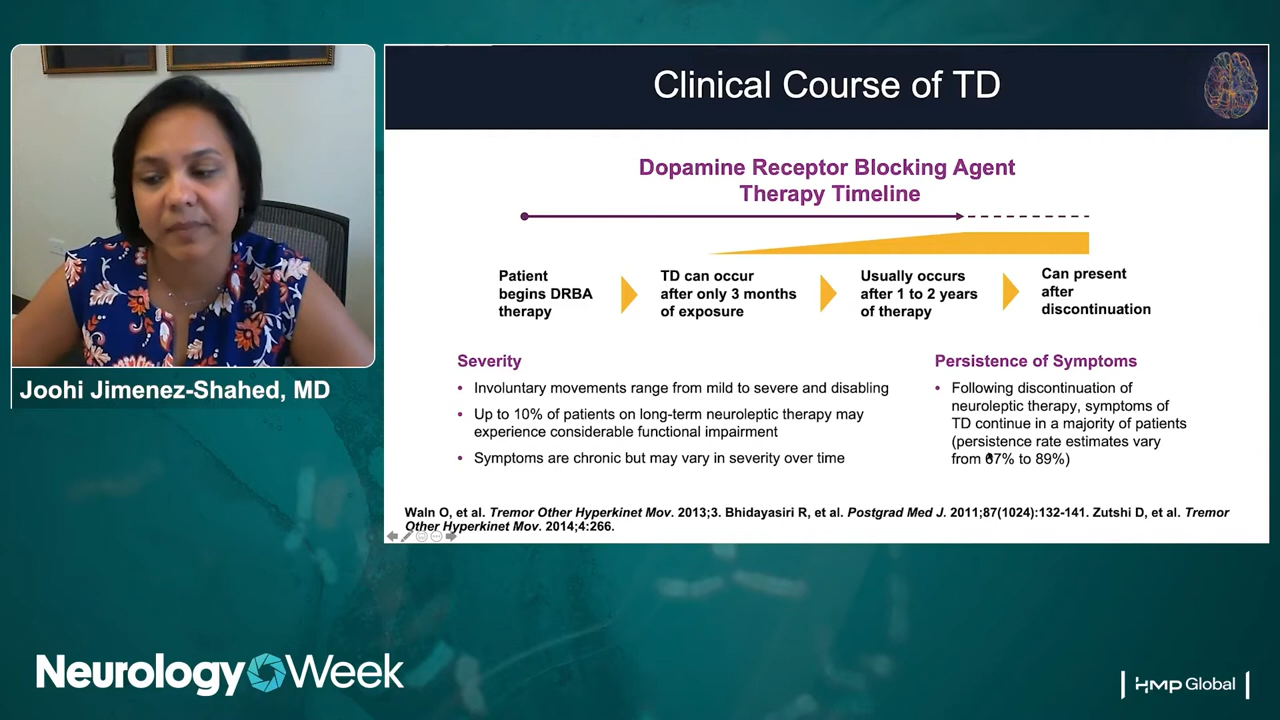 Clinical Course of TD
Dopamine Receptor Blocking Agent
Therapy Timeline
Patient
begins DRBA
therapy
TD can occur
after only 3 months
of exposure
Usually occurs
after 1 to 2 years
of therapy
Can present
after
discontinuation
Severity
• Involuntary movements range from mild to severe and disabling
• Up to 10% of patients on long-term neuroleptic therapy may
experience considerable functional impairment
• Symptoms are chronic but may vary in severity over time
Persistence of Symptoms
• Following discontinuation of
neuroleptic therapy, symptoms of
TD continue in a majority of patients
(persistence rate estimates vary
from 67% to 89%)
Waln O, et al. Tremor Other Hyperkinet Mov. 2013;3. Bhidayasiri R, et al. Postgrad Med J. 2011;87(1024):132-141. Zutshi D, et al. Tremor
Other Hyperkinet Mov. 2014;4:266.
Joohi Jimenez-Shahed, MD
Neurology Week
HMP Global